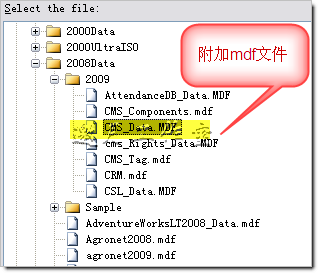 Select the file:
2000Data
2000UltraISO
2008Data
2009
AttendanceDB_Data.MDF
CMS_Components.mdf
CMS_Data.MDF
cms_Rights_Data.MDF
CMS_Tag.mdf
CRM.mdf
CSL_Data.MDF
Sample
AdventureWorksLT2008_Data.mdf
Agronet2008.mdf
agronet2009.mdf
附加mdf文件